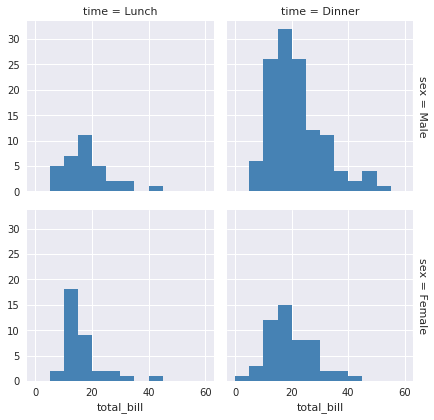 time = Lunch
time = Dinner
30
25
20
15
10
5
0
sex = Male
30
25
20
15
10
5
0
sex = Female
0 20 40 60
0 20 40 60
total_bill
total_bill